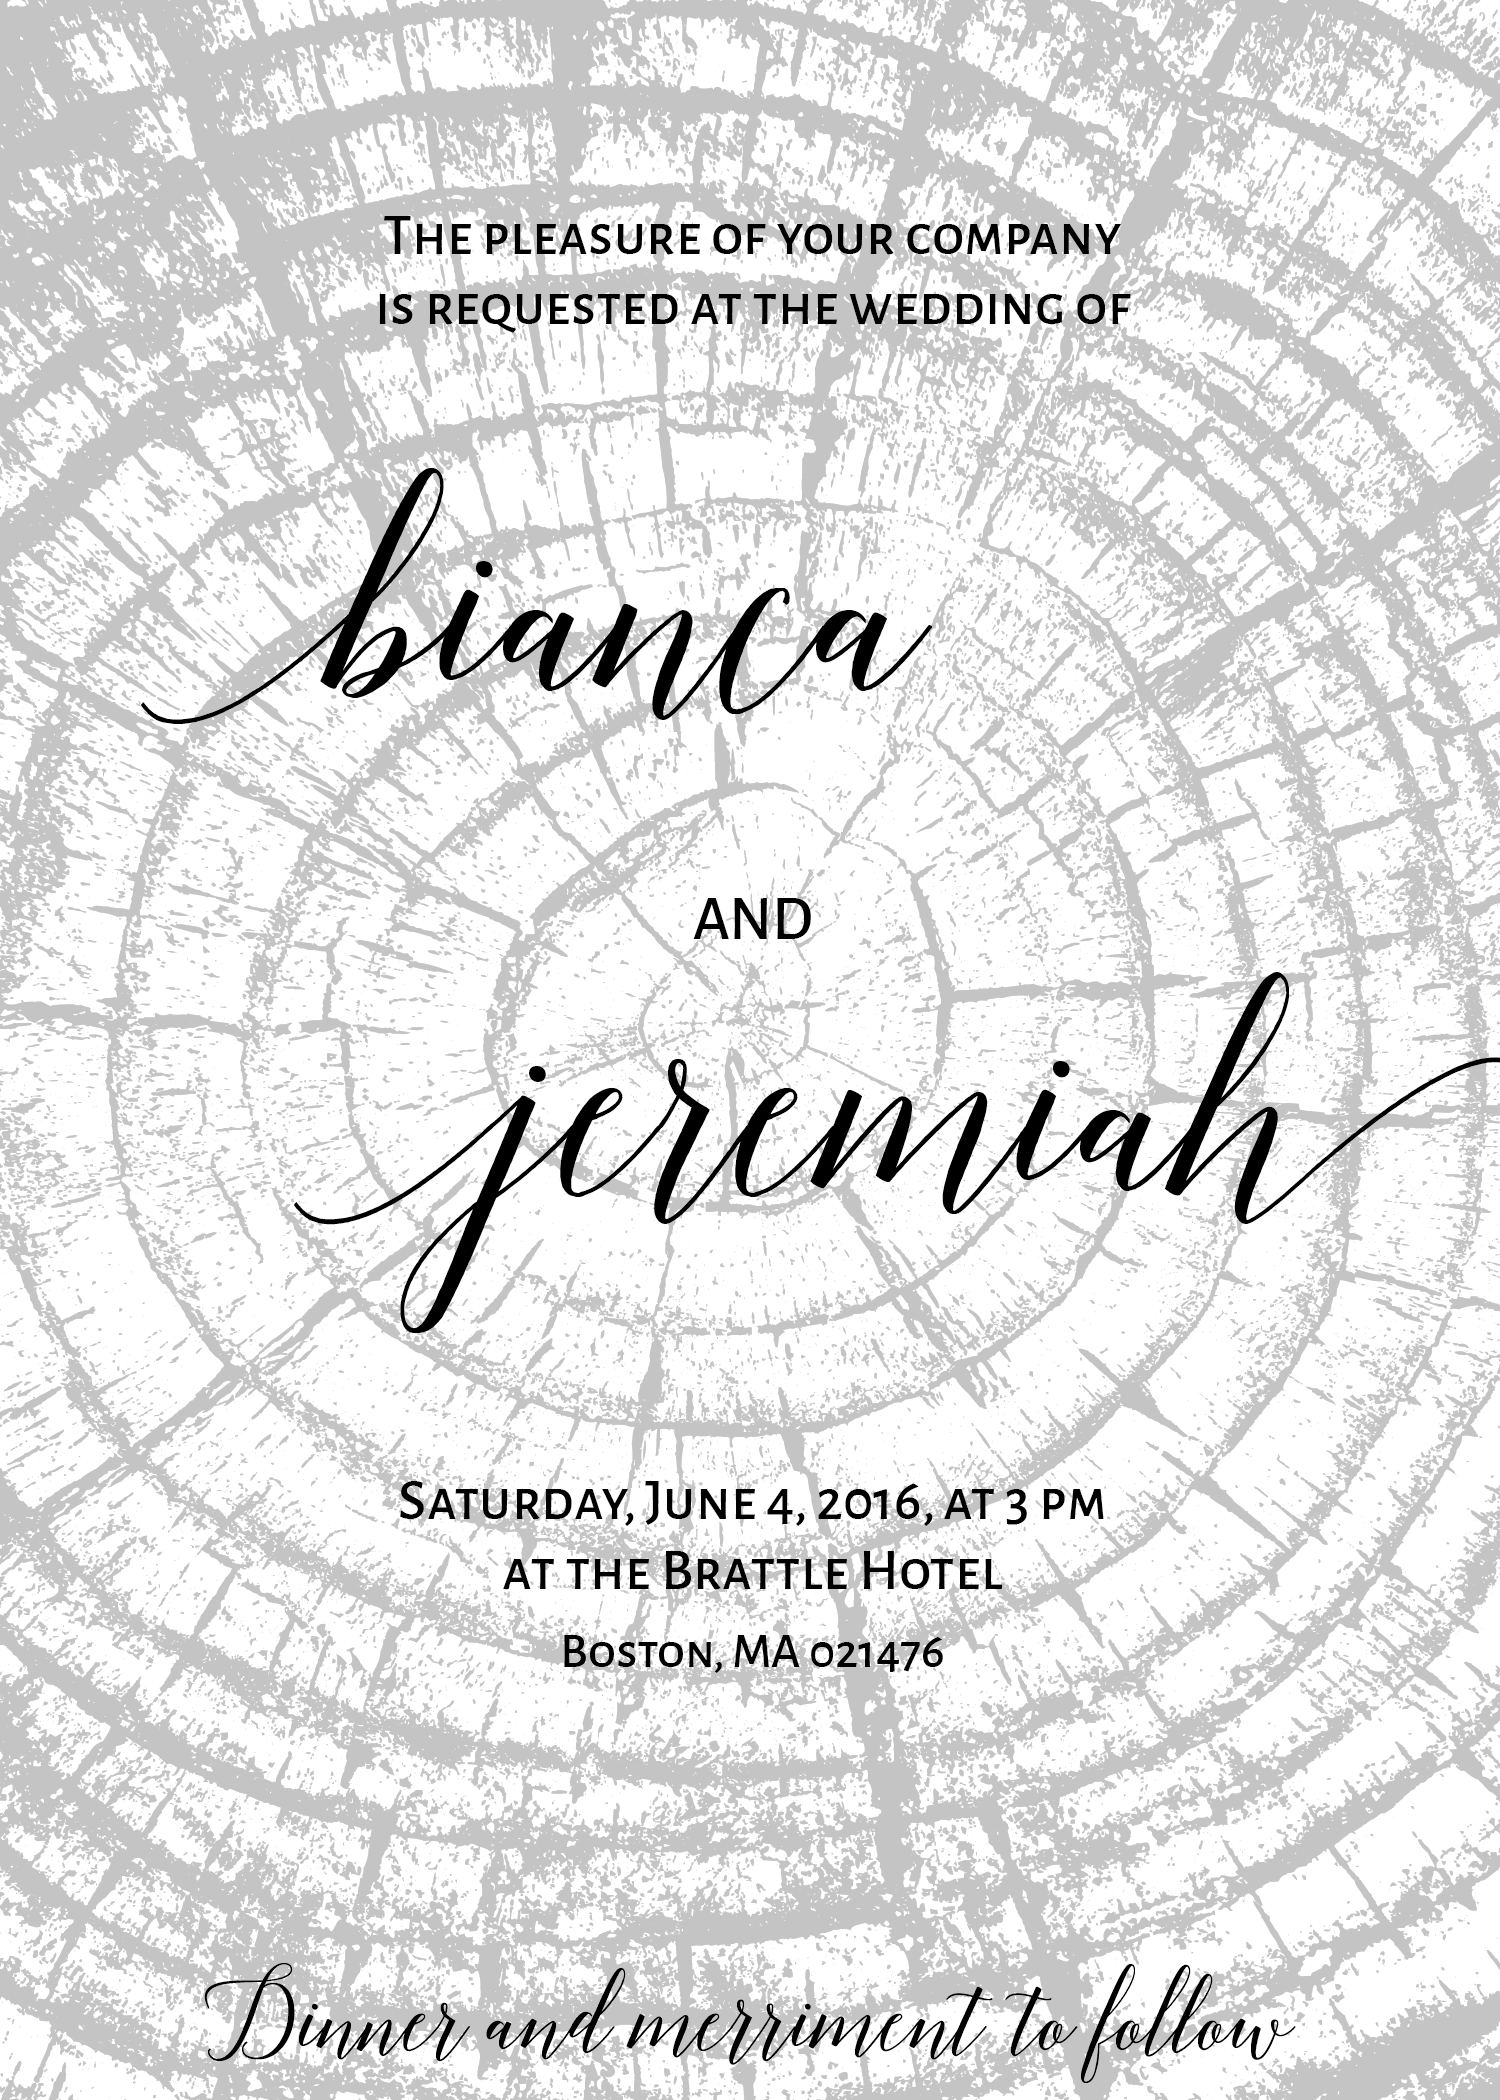 The pleasure of your company
is requested at the wedding of
bianca
and
jeremiah
Saturday, June 4, 2016, at 3 pm
at the Brattle Hotel
Boston, MA 021476
Dinner and merriment to follow